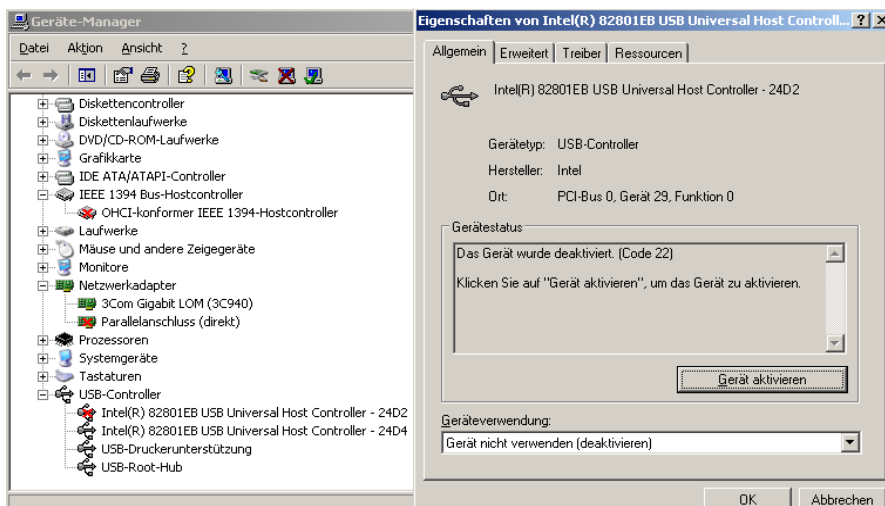 Geräte-Manager
Datei Aktion Ansicht ?
Diskettencontroller
Diskettenlaufwerke
DVD/CD-ROM-Laufwerke
Grafikkarte
IDE ATA/ATAPI-Controller
IEEE 1394 Bus-Hostcontroller
OHCI-konformer IEEE 1394-Hostcontroller
Laufwerke
Mäuse und andere Zeigegeräte
Monitore
Netzwerkadapter
3Com Gigabit LOM (3C940)
Parallelanschluss (direkt)
Prozessoren
Systemgeräte
Tastaturen
USB-Controller
Intel(R) 82801EB USB Universal Host Controller - 24D2
Intel(R) 82801EB USB Universal Host Controller - 24D4
USB-Druckerunterstützung
USB-Root-Hub
Eigenschaften von Intel(R) 82801EB USB Universal Host Controll...
Allgemein Erweitert Treiber Ressourcen
Intel(R) 82801EB USB Universal Host Controller - 24D2
Gerätetyp: USB-Controller
Hersteller: Intel
Ort: PCI-Bus 0, Gerät 29, Funktion 0
Gerätestatus
Das Gerät wurde deaktiviert. (Code 22)
Klicken Sie auf "Gerät aktivieren", um das Gerät zu aktivieren.
Gerät aktivieren
Geräteverwendung:
Gerät nicht verwenden (deaktivieren)
OK Abbrechen